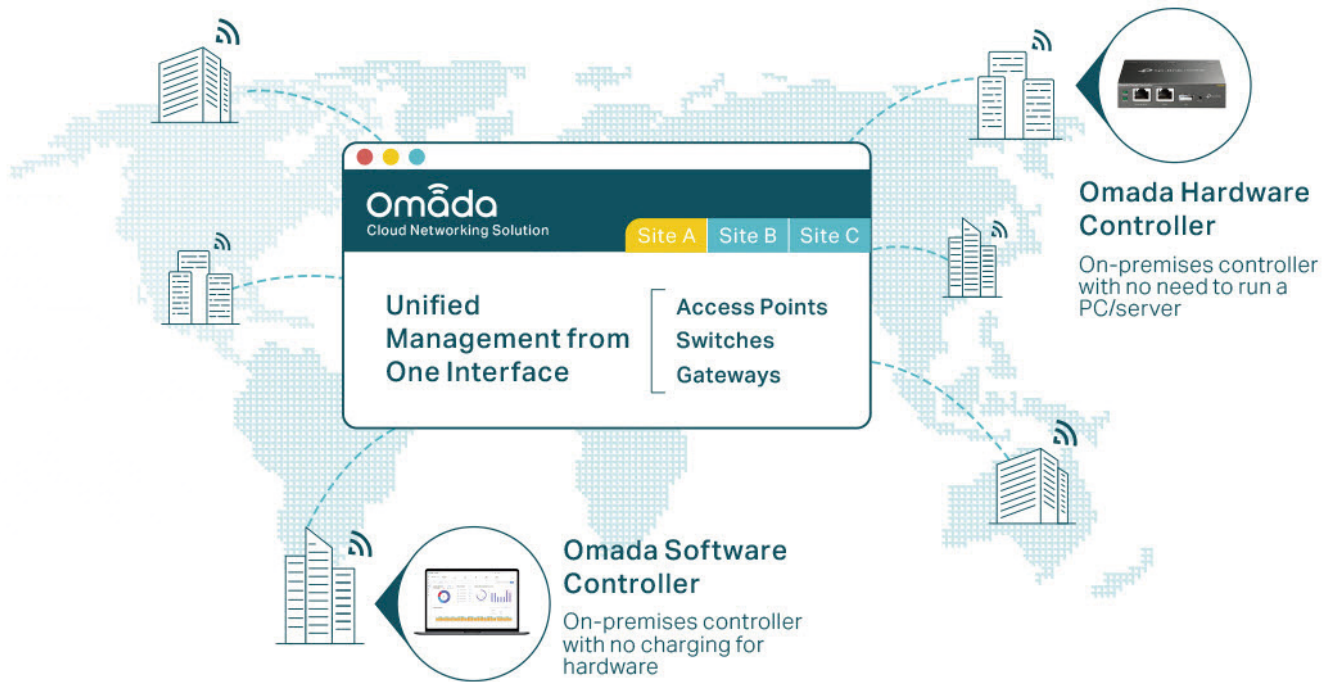 Omada
Cloud Networking Solution
Site A
Site B
Site C
Unified
Management from
One Interface
Access Points
Switches
Gateways
Omada Hardware
Controller
On-premises controller
with no need to run a
PC/server
Omada Software
Controller
On-premises controller
with no charging for
hardware